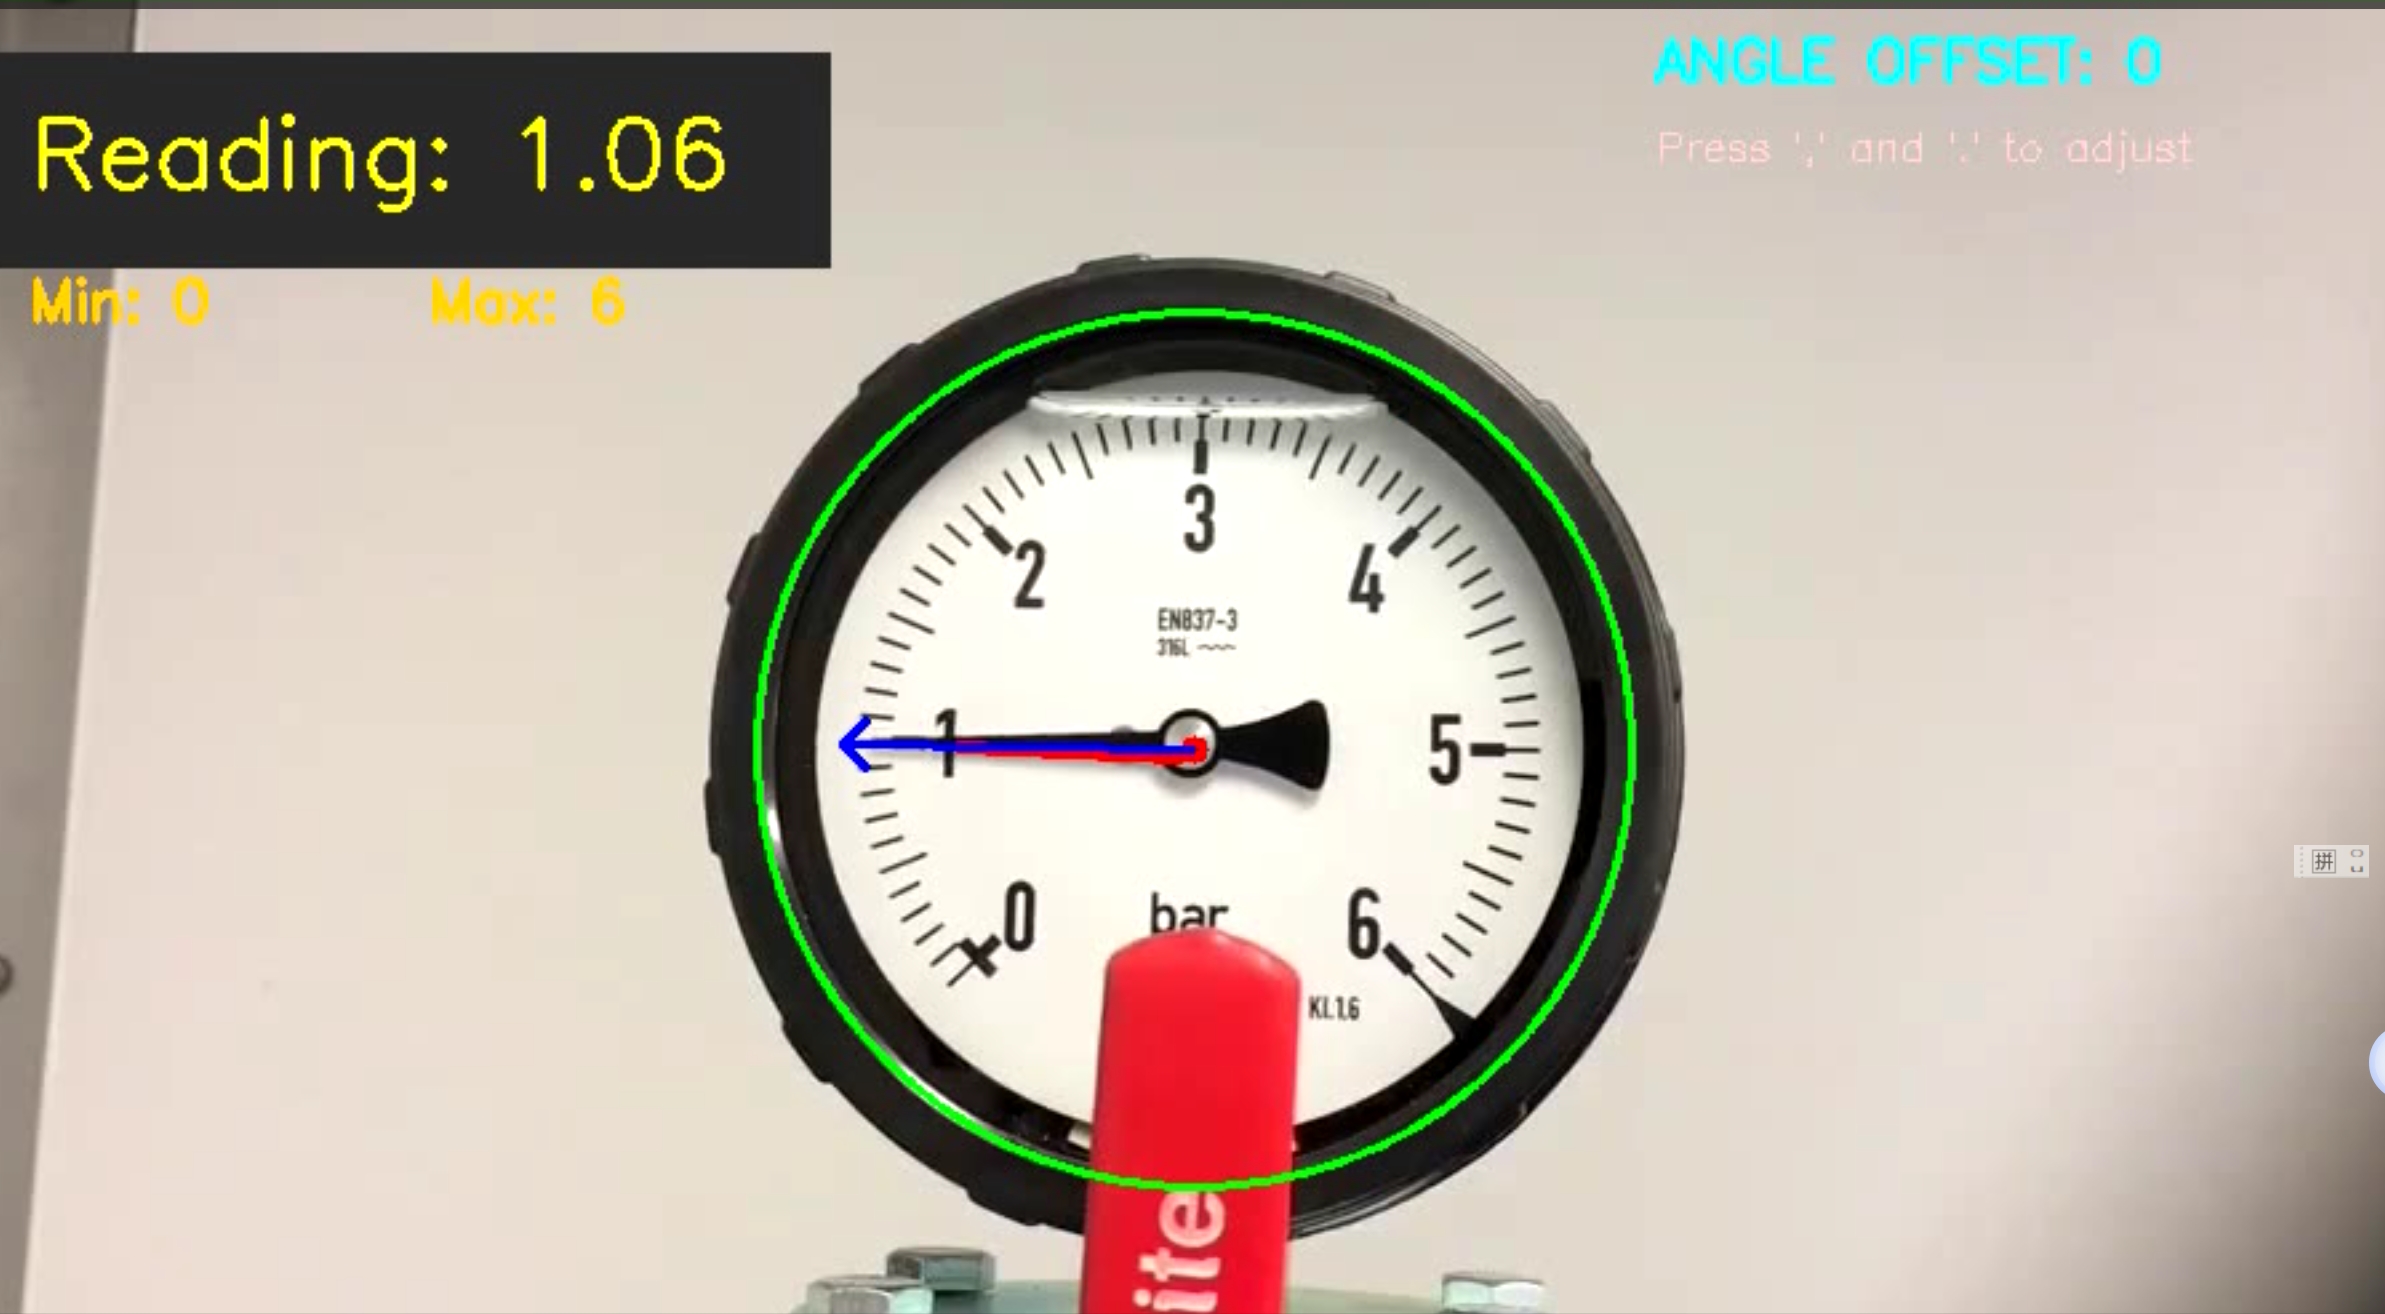 Reading: 1.06
ANGLE OFFSET: 0
Press ',' and '.' to adjust
Min: 0 Max: 6
3
2
4
EN837-3
316L
1
5
0
bar
6
Kl.1.6
ite
拼